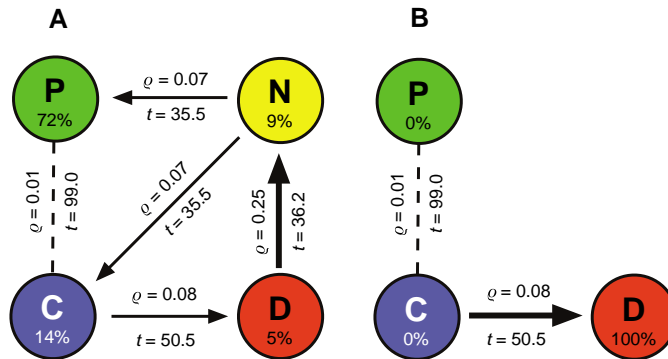 A
P
72%
ϱ = 0.07
t = 35.5
N
9%
ϱ = 0.01
t = 99.0
ϱ = 0.07
t = 35.5
ϱ = 0.25
t = 36.2
C
14%
ϱ = 0.08
t = 50.5
D
5%
B
P
0%
ϱ = 0.01
t = 99.0
C
0%
ϱ = 0.08
t = 50.5
D
100%